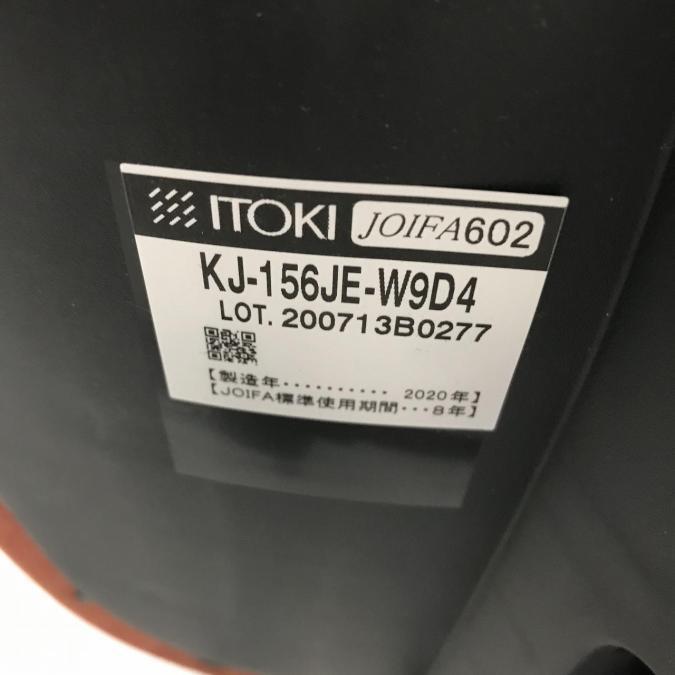 ITOKI JOIFA602
KJ-156JE-W9D4
LOT. 200713B0277
【製造年・・・・・・・・・・ 2020年】
【JOIFA標準使用期間・・・8年】